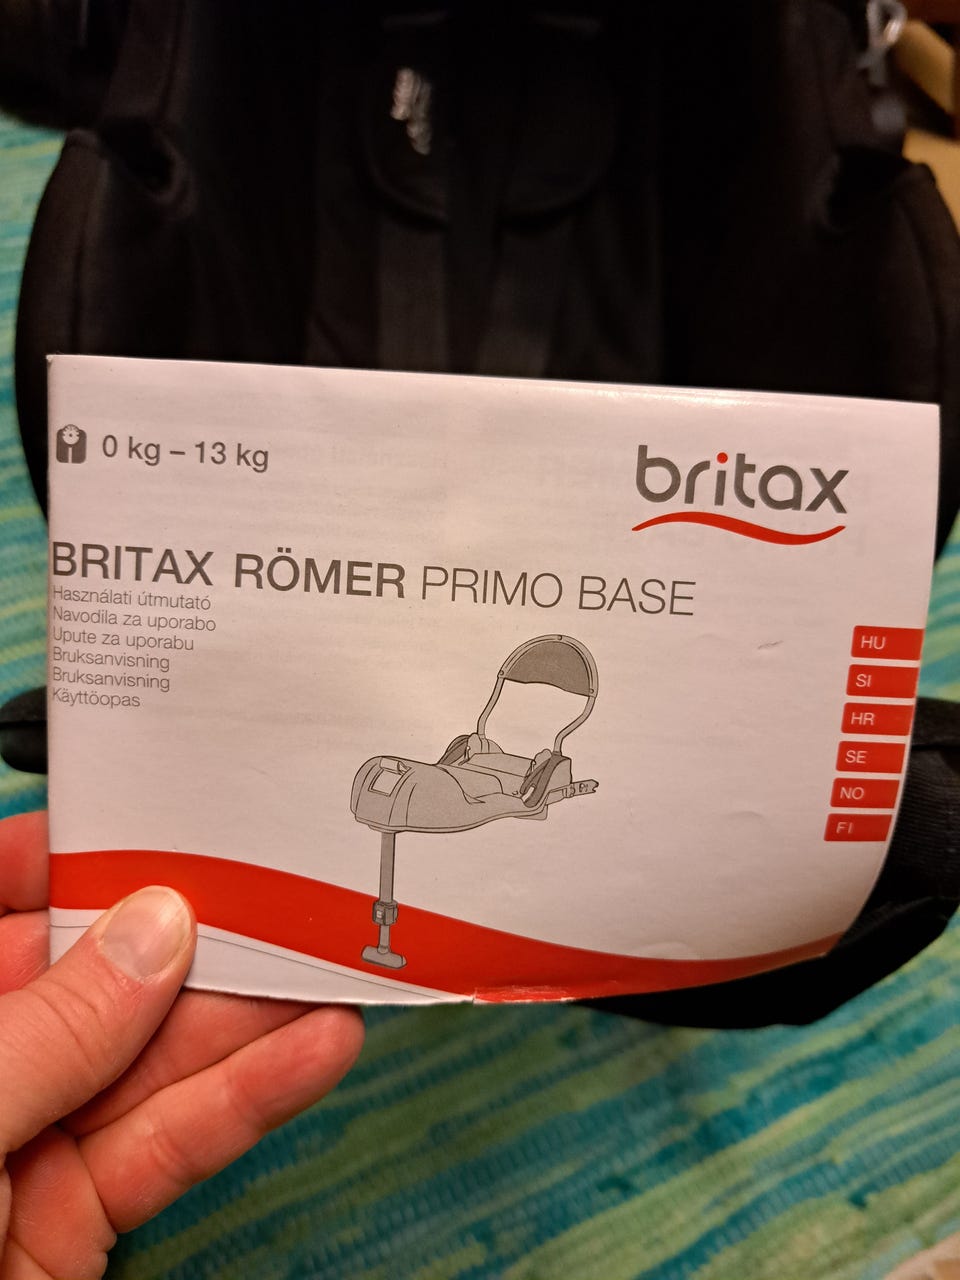 0 kg – 13 kg
britax
BRITAX RÖMER PRIMO BASE
Használati útmutató
Navodila za uporabo
Upute za uporabu
Bruksanvisning
Bruksanvisning
Käyttöopas
HU
SI
HR
SE
NO
FI